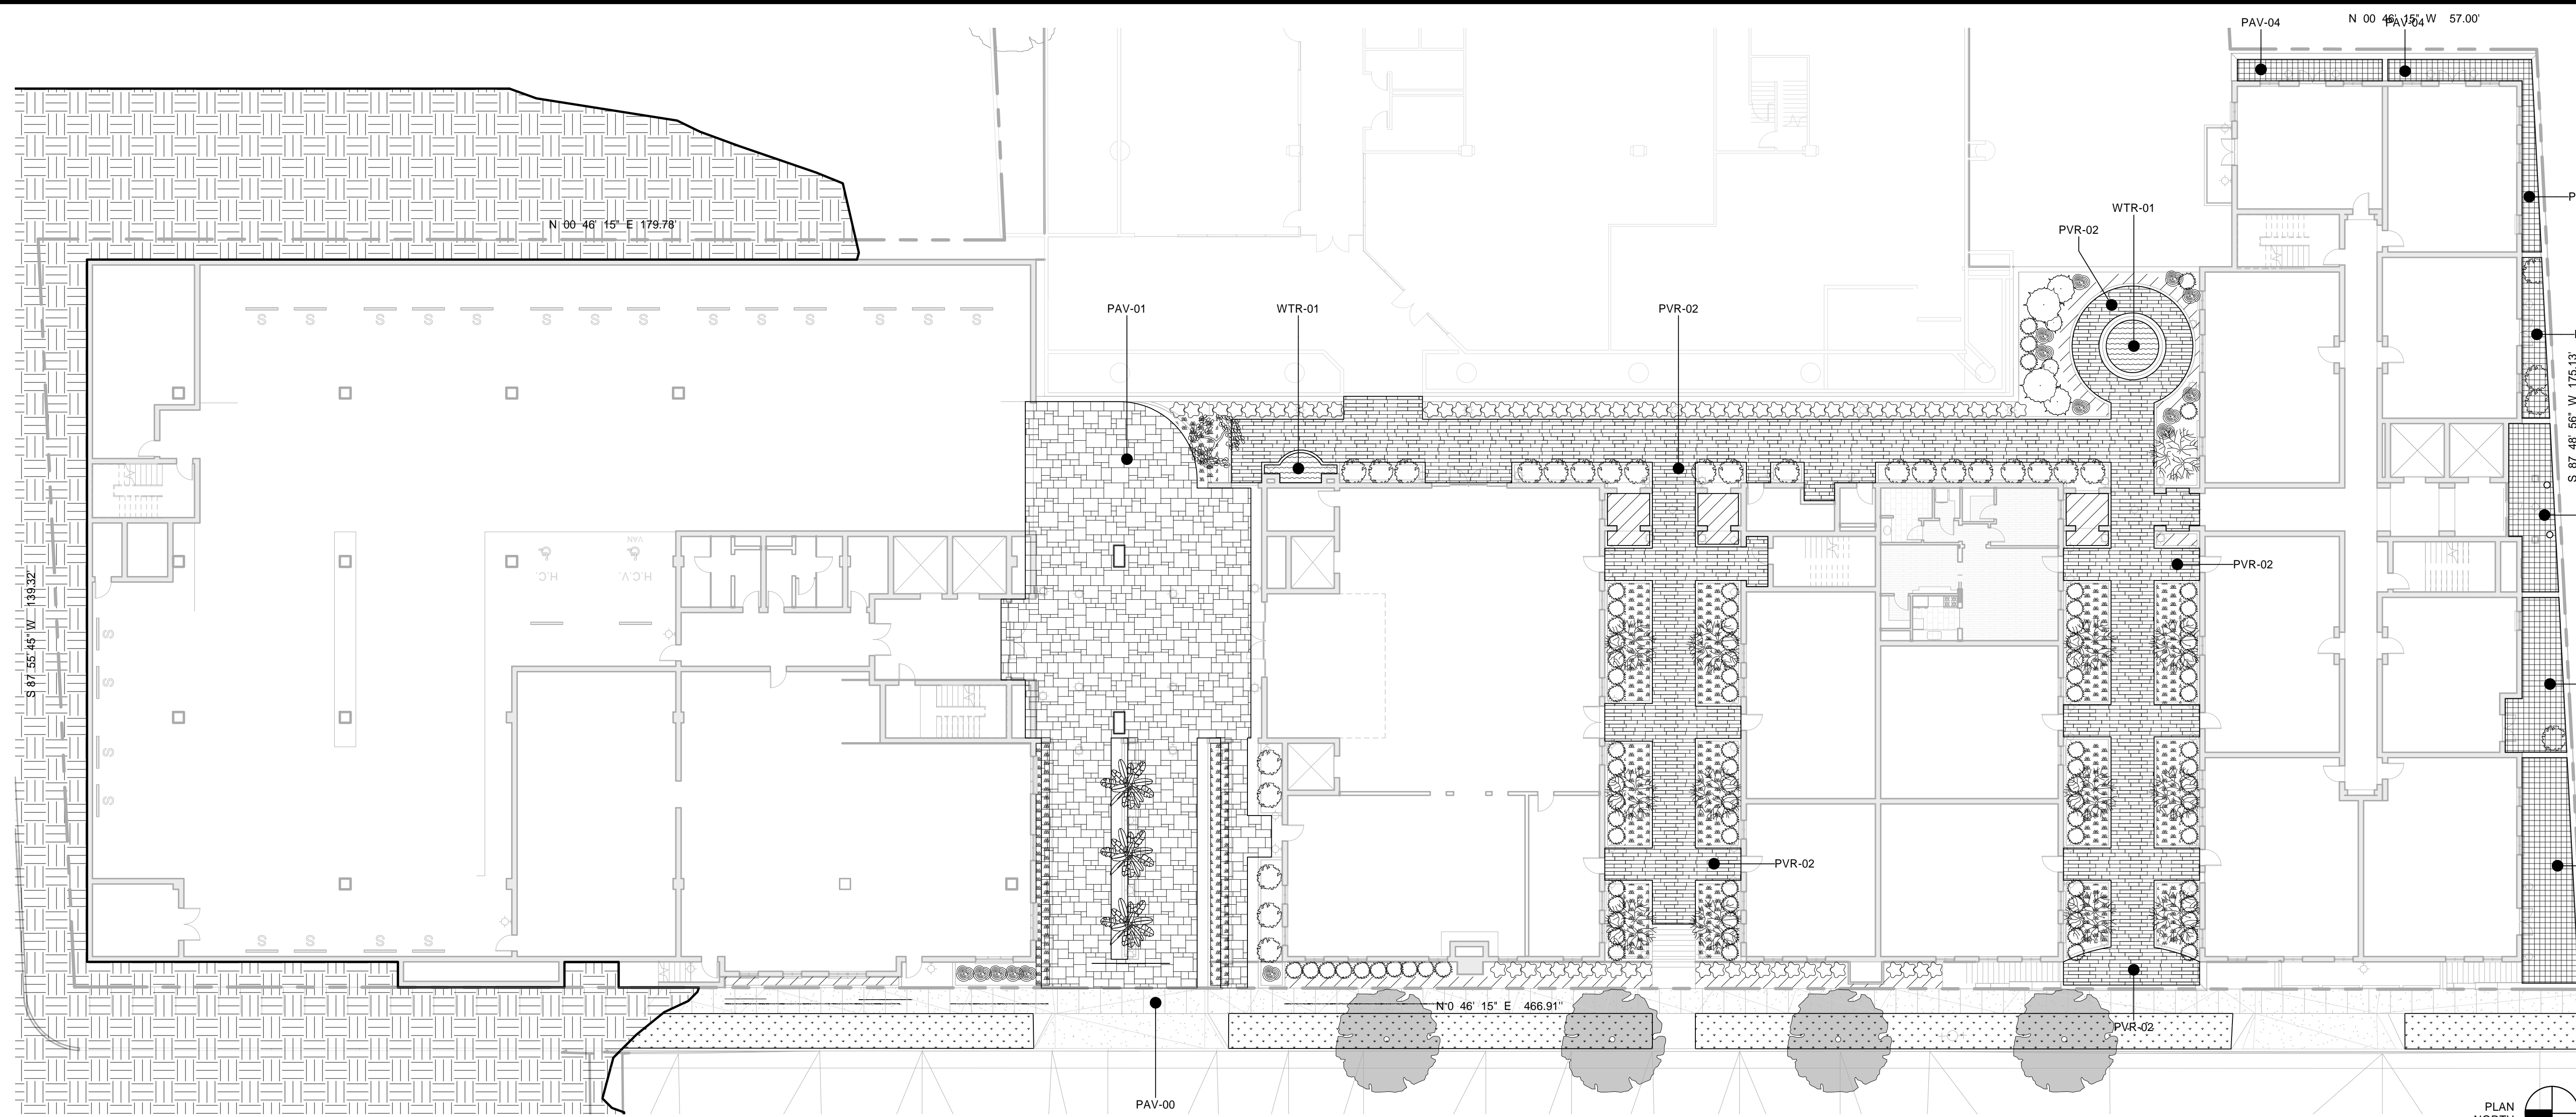 N 00 46' 15" W 57.00'
PAV-04
PAV-04
P
WTR-01
N 00 46' 15" E 179.78'
PVR-02
PAV-01
WTR-01
PVR-02
S S S S S S S S S S S S S S
S 87 48' 56" W 175.13'
VAN
H.C.
H.C.V.
PVR-02
S 87 55' 45" W 139.32'
S
S
S
S
PVR-02
S S S S
N 0 46' 15" E 466.91'
PVR-02
PAV-00
PLAN
NORTH